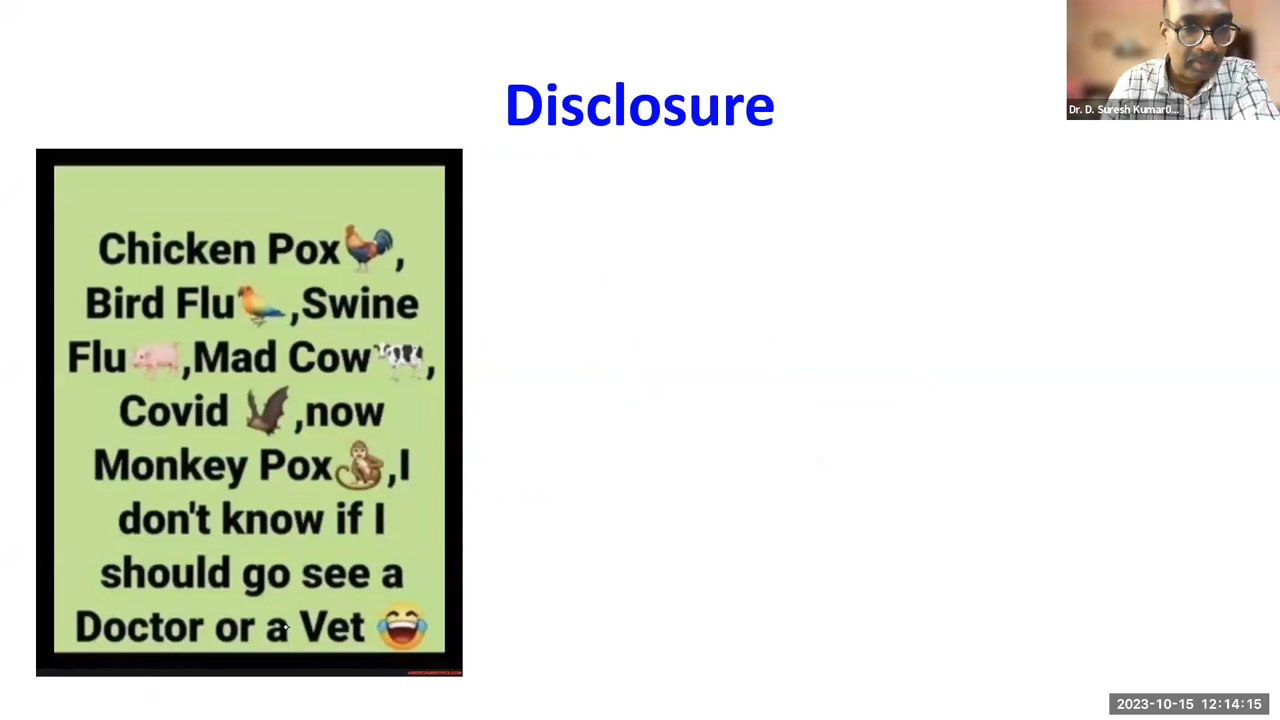 Disclosure
Dr. D. Suresh Kumar0...
Chicken Pox🐓,
Bird Flu🦜,Swine
Flu🐖,Mad Cow🐄,
Covid 🦇,now
Monkey Pox🐒,I
don't know if I
should go see a
Doctor or a Vet 😂
2023-10-15 12:14:15